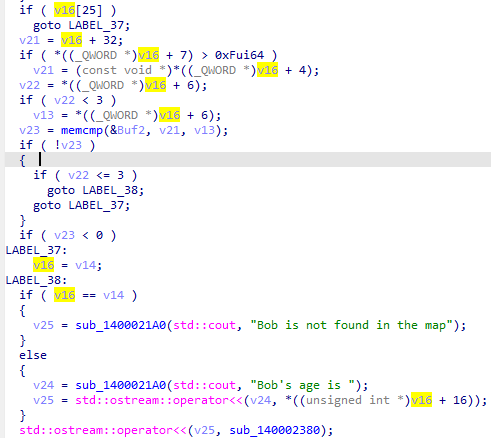 if ( v16[25] )
goto LABEL_37;
v21 = v16 + 32;
if ( *((_QWORD *)v16 + 7) > 0xFui64 )
v21 = (const void *)*((_QWORD *)v16 + 4);
v22 = *((_QWORD *)v16 + 6);
if ( v22 < 3 )
v13 = *((_QWORD *)v16 + 6);
v23 = memcmp(&Buf2, v21, v13);
if ( !v23 )
{
if ( v22 <= 3 )
goto LABEL_38;
goto LABEL_37;
}
if ( v23 < 0 )
LABEL_37:
v16 = v14;
LABEL_38:
if ( v16 == v14 )
{
v25 = sub_1400021A0(std::cout, "Bob is not found in the map");
}
else
{
v24 = sub_1400021A0(std::cout, "Bob's age is ");
v25 = std::ostream::operator<<(v24, *((unsigned int *)v16 + 16));
}
std::ostream::operator<<(v25, sub_140002380);